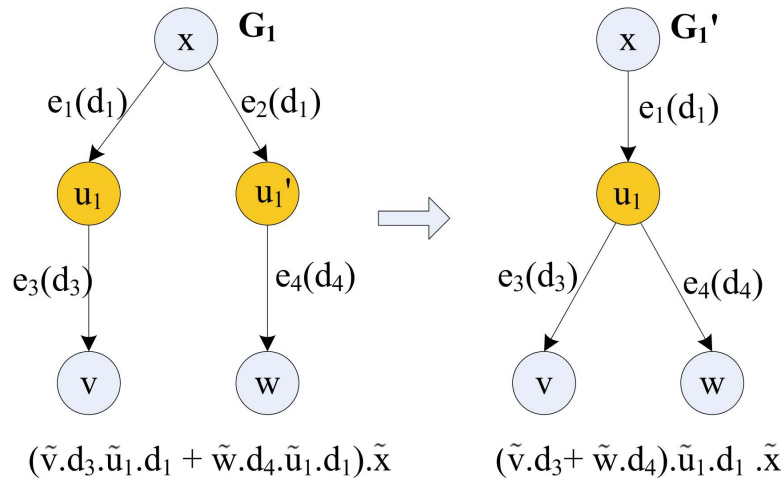 x G₁
e₁(d₁) e₂(d₁)
u₁ u₁'
e₃(d₃) e₄(d₄)
v w
(ṽ.d₃.ũ₁.d₁ + w̃.d₄.ũ₁.d₁).x̃
x G₁'
e₁(d₁)
u₁
e₃(d₃) e₄(d₄)
v w
(ṽ.d₃+ w̃.d₄).ũ₁.d₁ .x̃